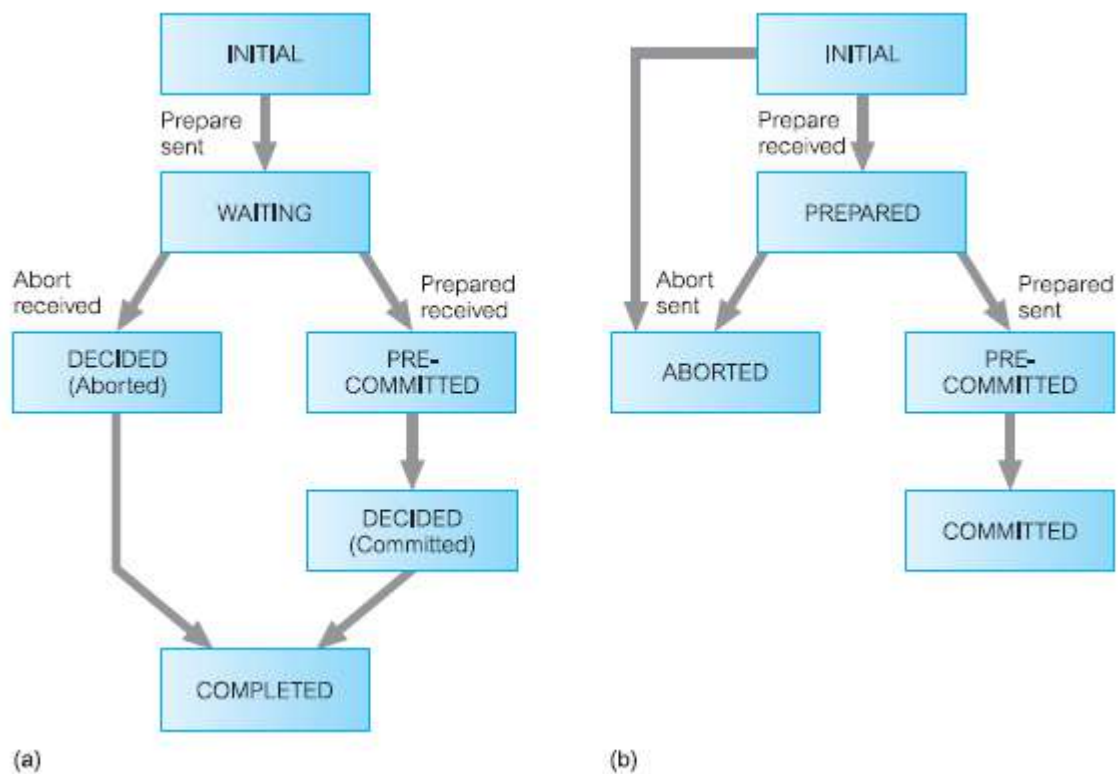 INITIAL
Prepare
sent
WAITING
Abort
received
Prepared
received
DECIDED
(Aborted)
PRE-
COMMITTED
DECIDED
(Committed)
COMPLETED
(a)
INITIAL
Prepare
received
PREPARED
Abort
sent
Prepared
sent
ABORTED
PRE-
COMMITTED
COMMITTED
(b)